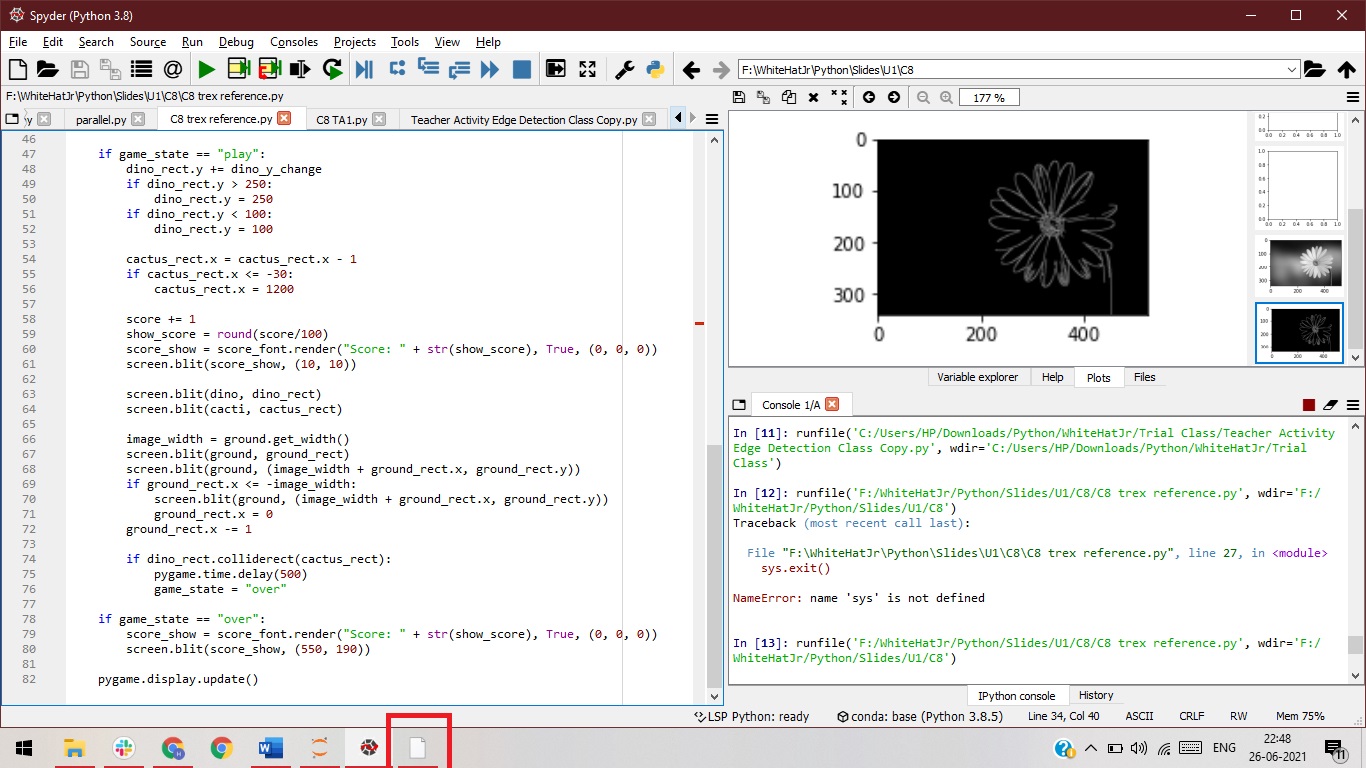 Spyder (Python 3.8)
File Edit Search Source Run Debug Consoles Projects Tools View Help
F:\WhiteHatJr\Python\Slides\U1\C8
F:\WhiteHatJr\Python\Slides\U1\C8\C8 trex reference.py
177 %
parallel.py C8 trex reference.py C8 TA1.py Teacher Activity Edge Detection Class Copy.py
46
47 if game_state == "play":
48 dino_rect.y += dino_y_change
49 if dino_rect.y > 250:
50 dino_rect.y = 250
51 if dino_rect.y < 100:
52 dino_rect.y = 100
53
54 cactus_rect.x = cactus_rect.x - 1
55 if cactus_rect.x <= -30:
56 cactus_rect.x = 1200
57
58 score += 1
59 show_score = round(score/100)
60 score_show = score_font.render("Score: " + str(show_score), True, (0, 0, 0))
61 screen.blit(score_show, (10, 10))
62
63 screen.blit(dino, dino_rect)
64 screen.blit(cacti, cactus_rect)
65
66 image_width = ground.get_width()
67 screen.blit(ground, ground_rect)
68 screen.blit(ground, (image_width + ground_rect.x, ground_rect.y))
69 if ground_rect.x <= -image_width:
70 screen.blit(ground, (image_width + ground_rect.x, ground_rect.y))
71 ground_rect.x = 0
72 ground_rect.x -= 1
73
74 if dino_rect.colliderect(cactus_rect):
75 pygame.time.delay(500)
76 game_state = "over"
77
78 if game_state == "over":
79 score_show = score_font.render("Score: " + str(show_score), True, (0, 0, 0))
80 screen.blit(score_show, (550, 190))
81
82 pygame.display.update()
0
100
200
300
0 200 400
Variable explorer Help Plots Files
Console 1/A
In [11]: runfile('C:/Users/HP/Downloads/Python/WhiteHatJr/Trial Class/Teacher Activity
Edge Detection Class Copy.py', wdir='C:/Users/HP/Downloads/Python/WhiteHatJr/Trial
Class')
In [12]: runfile('F:/WhiteHatJr/Python/Slides/U1/C8/C8 trex reference.py', wdir='F:/
WhiteHatJr/Python/Slides/U1/C8')
Traceback (most recent call last):
File "F:\WhiteHatJr\Python\Slides\U1\C8\C8 trex reference.py", line 27, in <module>
sys.exit()
NameError: name 'sys' is not defined
In [13]: runfile('F:/WhiteHatJr/Python/Slides/U1/C8/C8 trex reference.py', wdir='F:/
WhiteHatJr/Python/Slides/U1/C8')
IPython console History
LSP Python: ready conda: base (Python 3.8.5) Line 34, Col 40 ASCII CRLF RW Mem 75%
ENG
22:48
26-06-2021
11